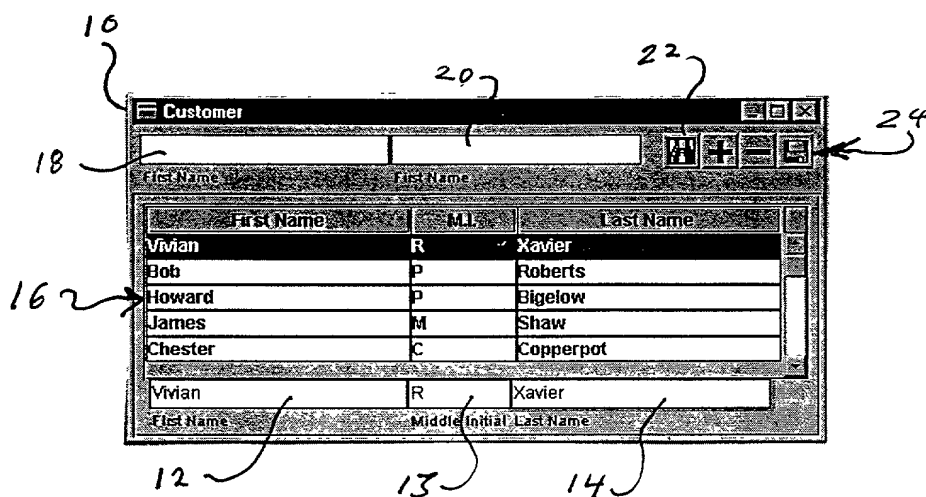 10
20
22
Customer
24
18
First Name First Name
First Name M.I. Last Name
Vivian R Xavier
Bob P Roberts
16 Howard P Bigelow
James M Shaw
Chester C Copperpot
Vivian R Xavier
First Name Middle Initial Last Name
12 13 14